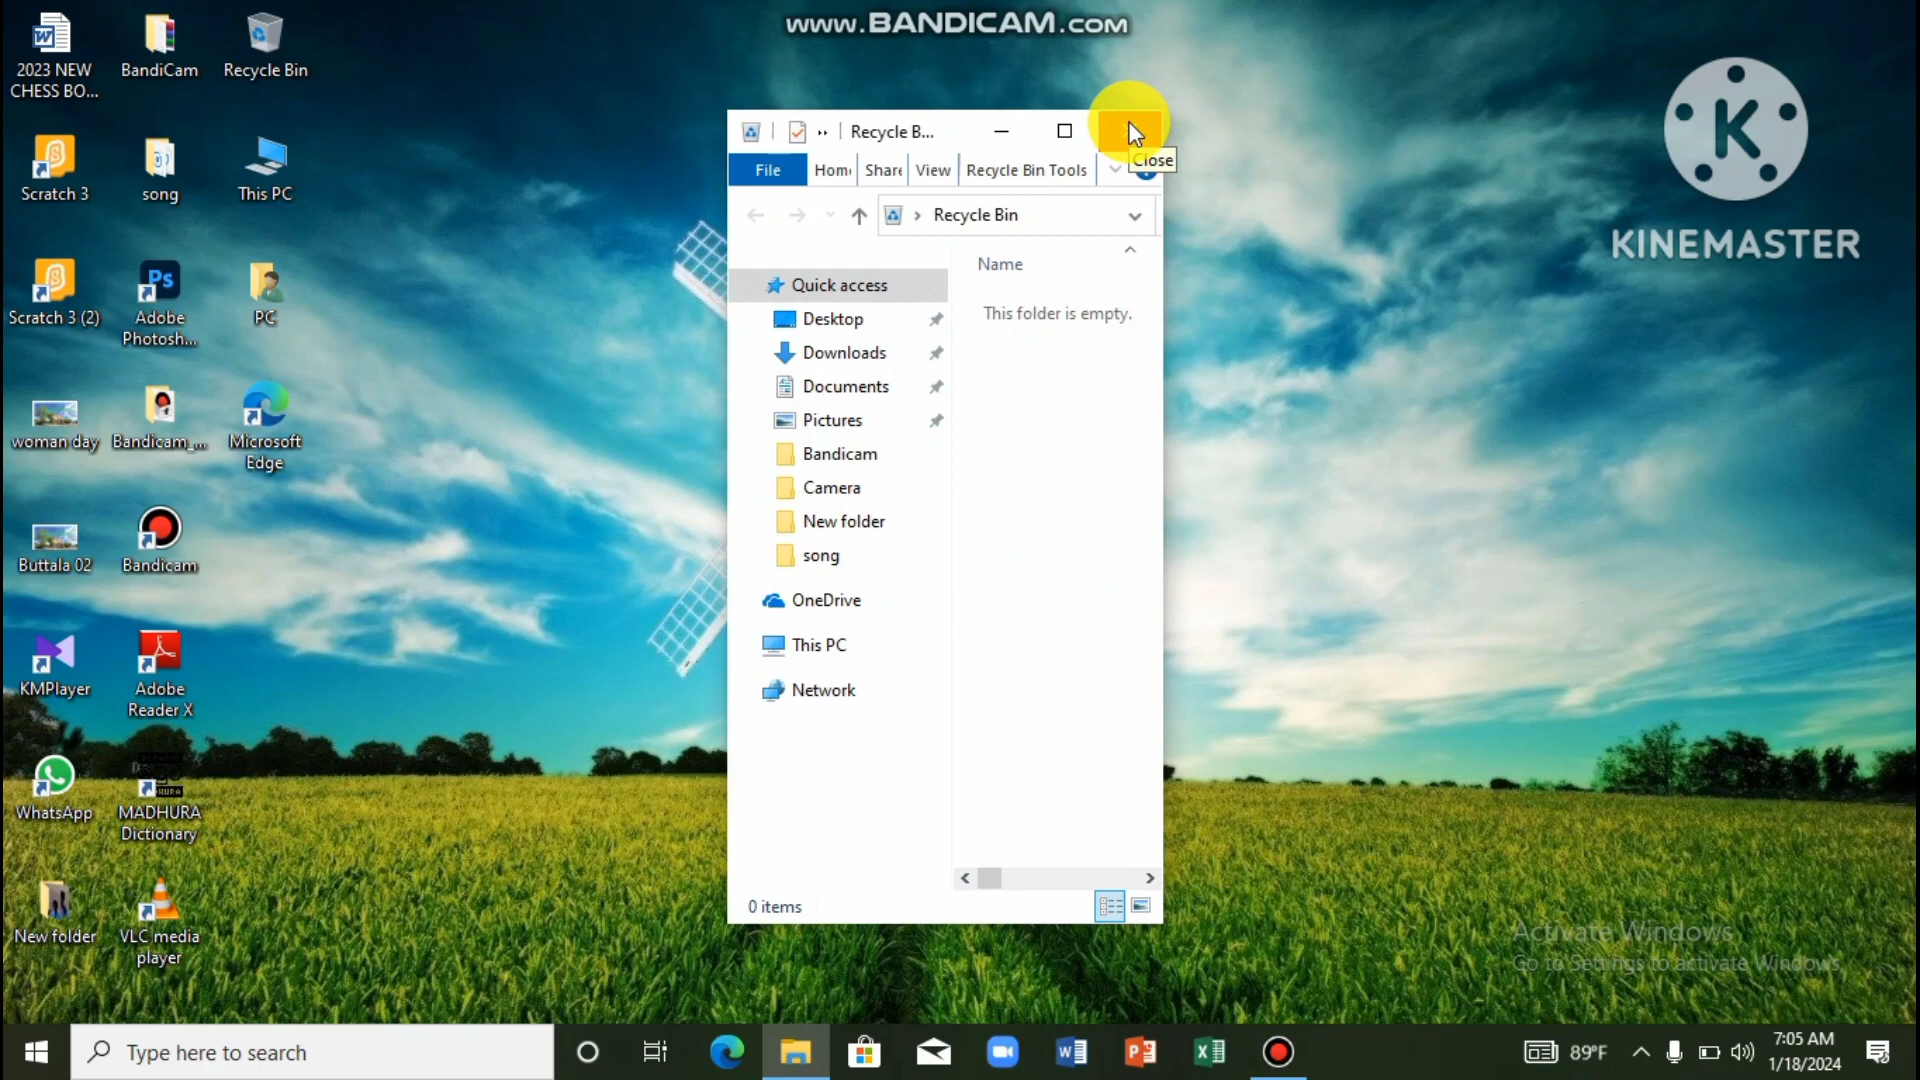 www.BANDICAM.com
2023 NEW
CHESS BO...
BandiCam
Recycle Bin
Scratch 3
song
This PC
Scratch 3 (2)
Adobe
Photosh...
PC
woman day
Bandicam_...
Microsoft
Edge
Buttala 02
Bandicam
KMPlayer
Adobe
Reader X
WhatsApp
MADHURA
Dictionary
New folder
VLC media
player
Recycle B...
Close
File
Hom
Share
View
Recycle Bin Tools
Recycle Bin
Name
This folder is empty.
Quick access
Desktop
Downloads
Documents
Pictures
Bandicam
Camera
New folder
song
OneDrive
This PC
Network
0 items
K
KINEMASTER
Activate Windows
Go to Settings to activate Windows.
Type here to search
89°F
7:05 AM
1/18/2024